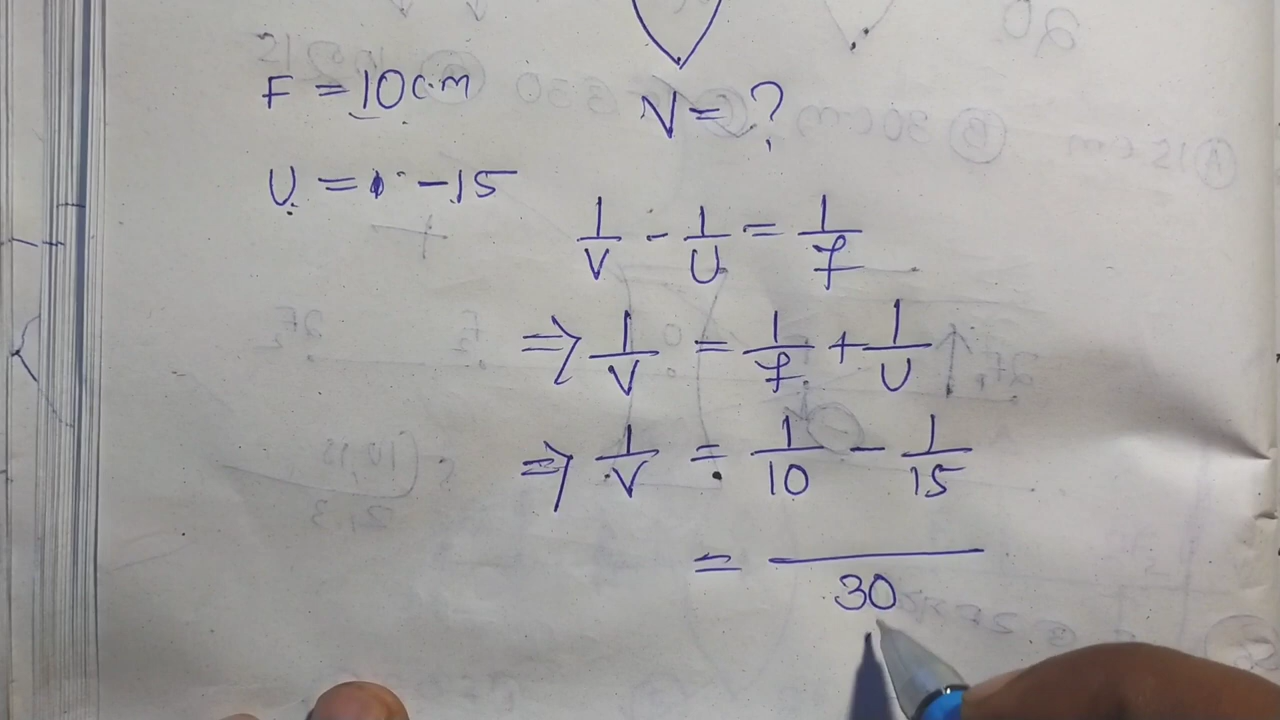 F = 10cm
V = ?
U = -15
1/V - 1/U = 1/f
⇒ 1/V = 1/f + 1/U
⇒ 1/V = 1/10 - 1/15
= /30